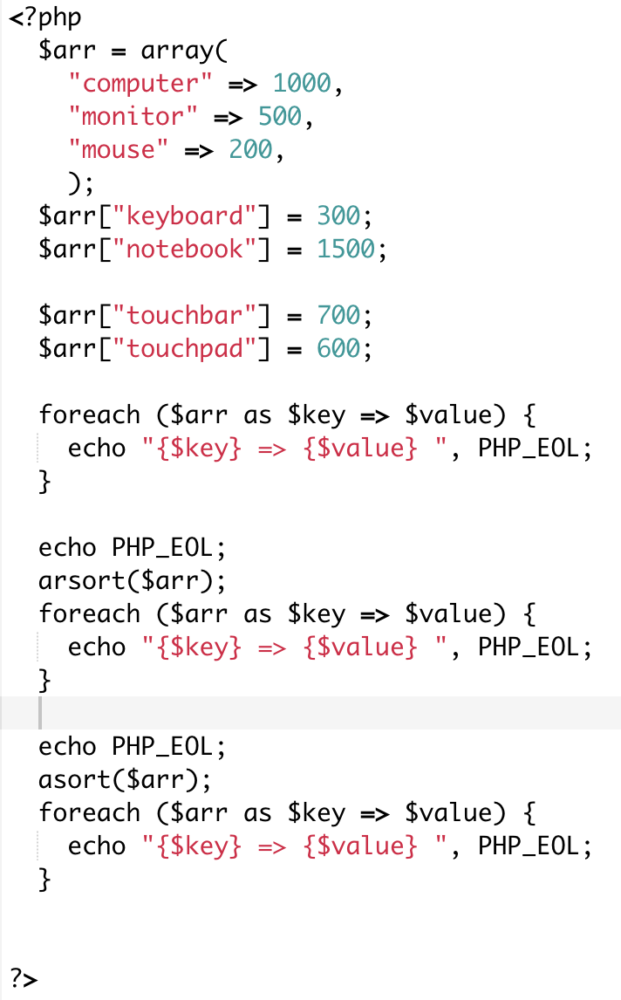 <?php
  $arr = array(
    "computer" => 1000,
    "monitor" => 500,
    "mouse" => 200,
    );
  $arr["keyboard"] = 300;
  $arr["notebook"] = 1500;

  $arr["touchbar"] = 700;
  $arr["touchpad"] = 600;

  foreach ($arr as $key => $value) {
    echo "{$key} => {$value} ", PHP_EOL;
  }

  echo PHP_EOL;
  arsort($arr);
  foreach ($arr as $key => $value) {
    echo "{$key} => {$value} ", PHP_EOL;
  }

  echo PHP_EOL;
  asort($arr);
  foreach ($arr as $key => $value) {
    echo "{$key} => {$value} ", PHP_EOL;
  }


?>